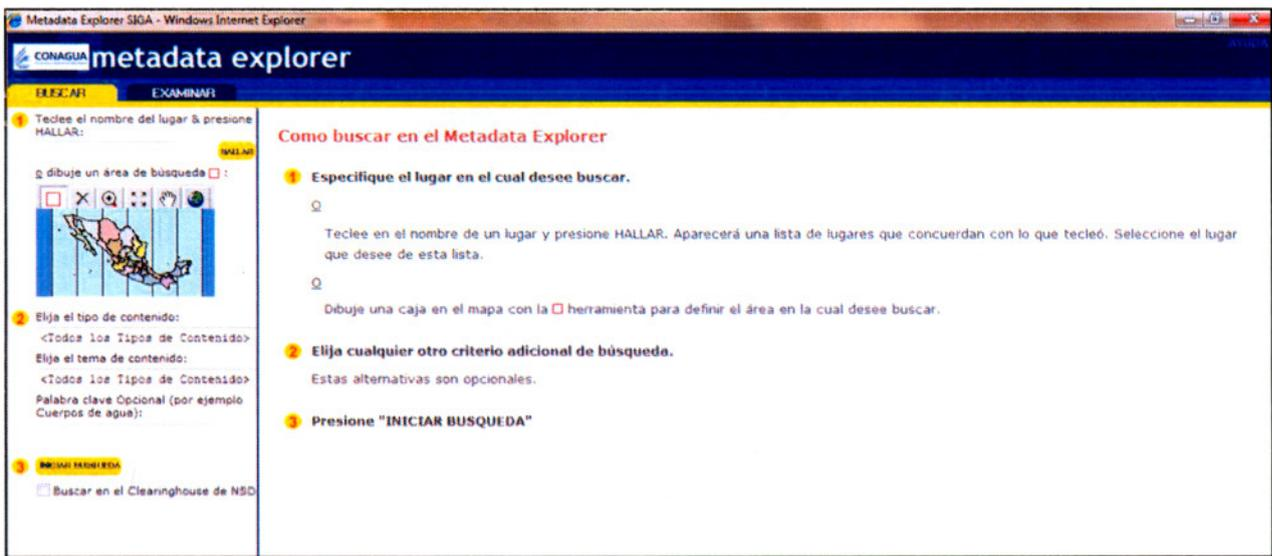 Metadata Explorer SIGA - Windows Internet Explorer
CONAGUA metadata explorer
AYUDA
BUSCAR EXAMINAR
1 Teclee el nombre del lugar & presione
HALLAR:
HALLAR
o dibuje un área de búsqueda :
2 Elija el tipo de contenido:
<Todos los Tipos de Contenido>
Elija el tema de contenido:
<Todos los Tipos de Contenido>
Palabra clave Opcional (por ejemplo
Cuerpos de agua):
3 INICIAR BUSQUEDA
Buscar en el Clearinghouse de NSD
Como buscar en el Metadata Explorer
1 Especifique el lugar en el cual desee buscar.
O
Teclee en el nombre de un lugar y presione HALLAR. Aparecerá una lista de lugares que concuerdan con lo que tecleó. Seleccione el lugar
que desee de esta lista.
O
Dibuje una caja en el mapa con la herramienta para definir el área en la cual desee buscar.
2 Elija cualquier otro criterio adicional de búsqueda.
Estas alternativas son opcionales.
3 Presione "INICIAR BUSQUEDA"